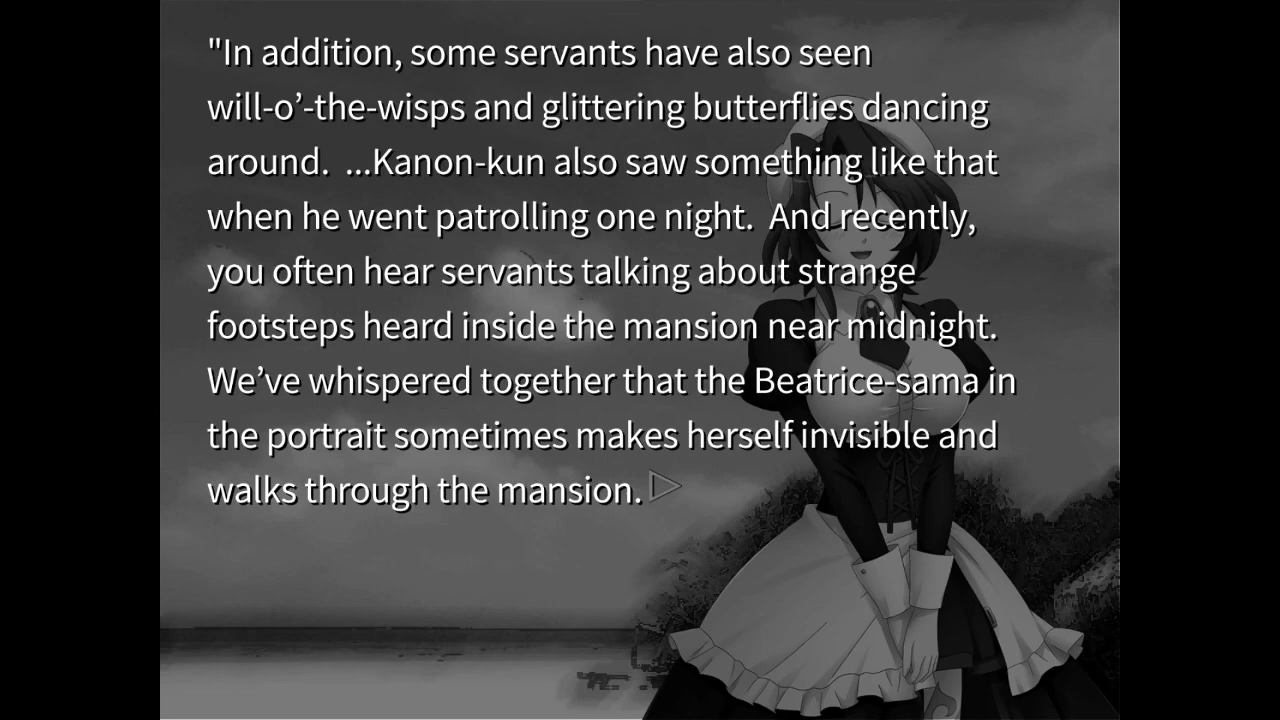 "In addition, some servants have also seen
will-o’-the-wisps and glittering butterflies dancing
around.  ...Kanon-kun also saw something like that
when he went patrolling one night.  And recently,
you often hear servants talking about strange
footsteps heard inside the mansion near midnight.
We’ve whispered together that the Beatrice-sama in
the portrait sometimes makes herself invisible and
walks through the mansion.